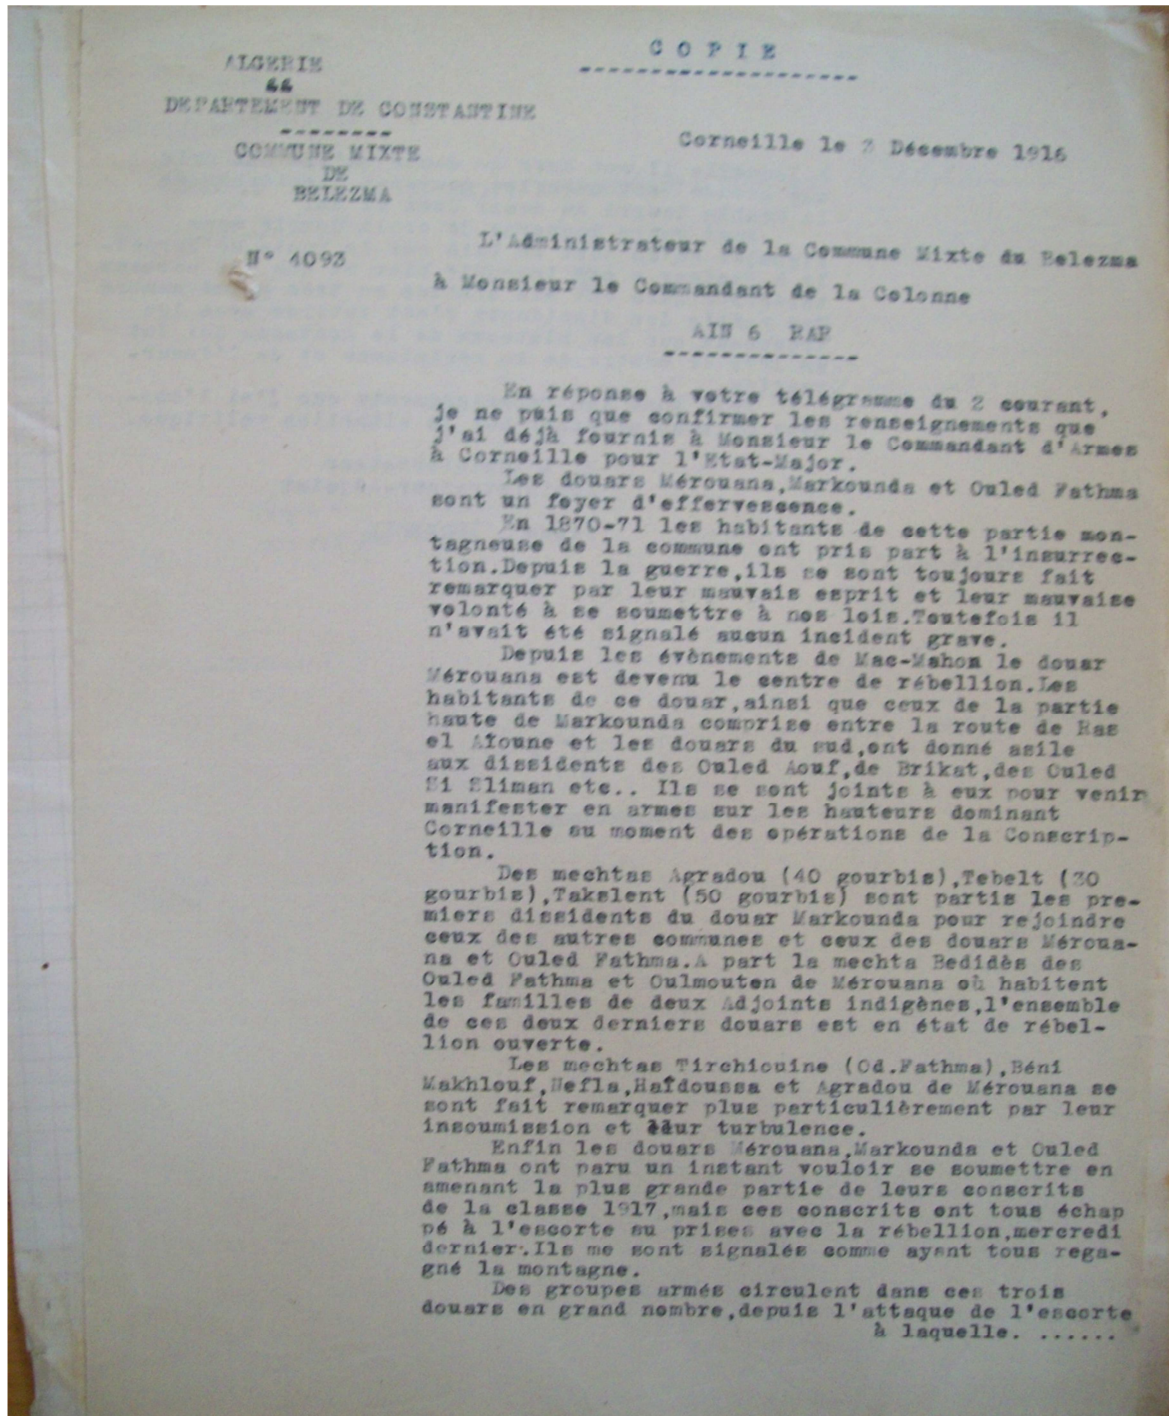 COPIE
ALGERIE
&&
DEPARTEMENT DE CONSTANTINE
COMMUNE MIXTE
DE
BELEZMA
Corneille le 3 Décembre 1916
N° 4093
L'Administrateur de la Commune Mixte du Belezma
à Monsieur le Commandant de la Colonne
AIN 6 RAR
En réponse à votre télégramme du 2 courant,
je ne puis que confirmer les renseignements que
j'ai déjà fournis à Monsieur le Commandant d'Armes
à Corneille pour l'Etat-Major.
Les douars Mérouana,Markounda et Ouled Fathma
sont un foyer d'effervescence.
En 1870-71 les habitants de cette partie mon-
tagneuse de la commune ont pris part à l'insurrec-
tion.Depuis la guerre,ils se sont toujours fait
remarquer par leur mauvais esprit et leur mauvaise
volonté à se soumettre à nos lois.Toutefois il
n'avait été signalé aucun incident grave.
Depuis les évènements de Mac-Mahon le douar
Mérouana est devenu le centre de rébellion.Les
habitants de ce douar,ainsi que ceux de la partie
haute de Markounda comprise entre la route de Ras
el Aïoune et les douars du sud,ont donné asile
aux dissidents des Ouled Aouf,de Brikat,des Ouled
Si Sliman etc.. Ils se sont joints à eux pour venir
manifester en armes sur les hauteurs dominant
Corneille au moment des opérations de la Conscrip-
tion.
Des mechtas Agradou (40 gourbis),Tebelt (30
gourbis),Takslent (50 gourbis) sont partis les pre-
miers dissidents du douar Markounda pour rejoindre
ceux des autres communes et ceux des douars Méroua-
na et Ouled Fathma.A part la mechta Bedidès des
Ouled Fathma et Oulmouten de Mérouana où habitent
les familles de deux Adjoints indigènes,l'ensemble
de ces deux derniers douars est en état de rébel-
lion ouverte.
Les mechtas Tirchiouine (Od.Fathma),Béni
Makhlouf,Nefla,Haïdoussa et Agradou de Mérouana se
sont fait remarquer plus particulièrement par leur
insoumission et leur turbulence.
Enfin les douars Mérouana,Markounda et Ouled
Fathma ont paru un instant vouloir se soumettre en
amenant la plus grande partie de leurs conscrits
de la classe 1917,mais ces conscrits ont tous échap
pé à l'escorte au prises avec la rébellion,mercredi
dernier.Ils me sont signalés comme ayant tous rega-
gné la montagne.
Des groupes armés circulent dans ces trois
douars en grand nombre,depuis l'attaque de l'escorte
à laquelle. ......